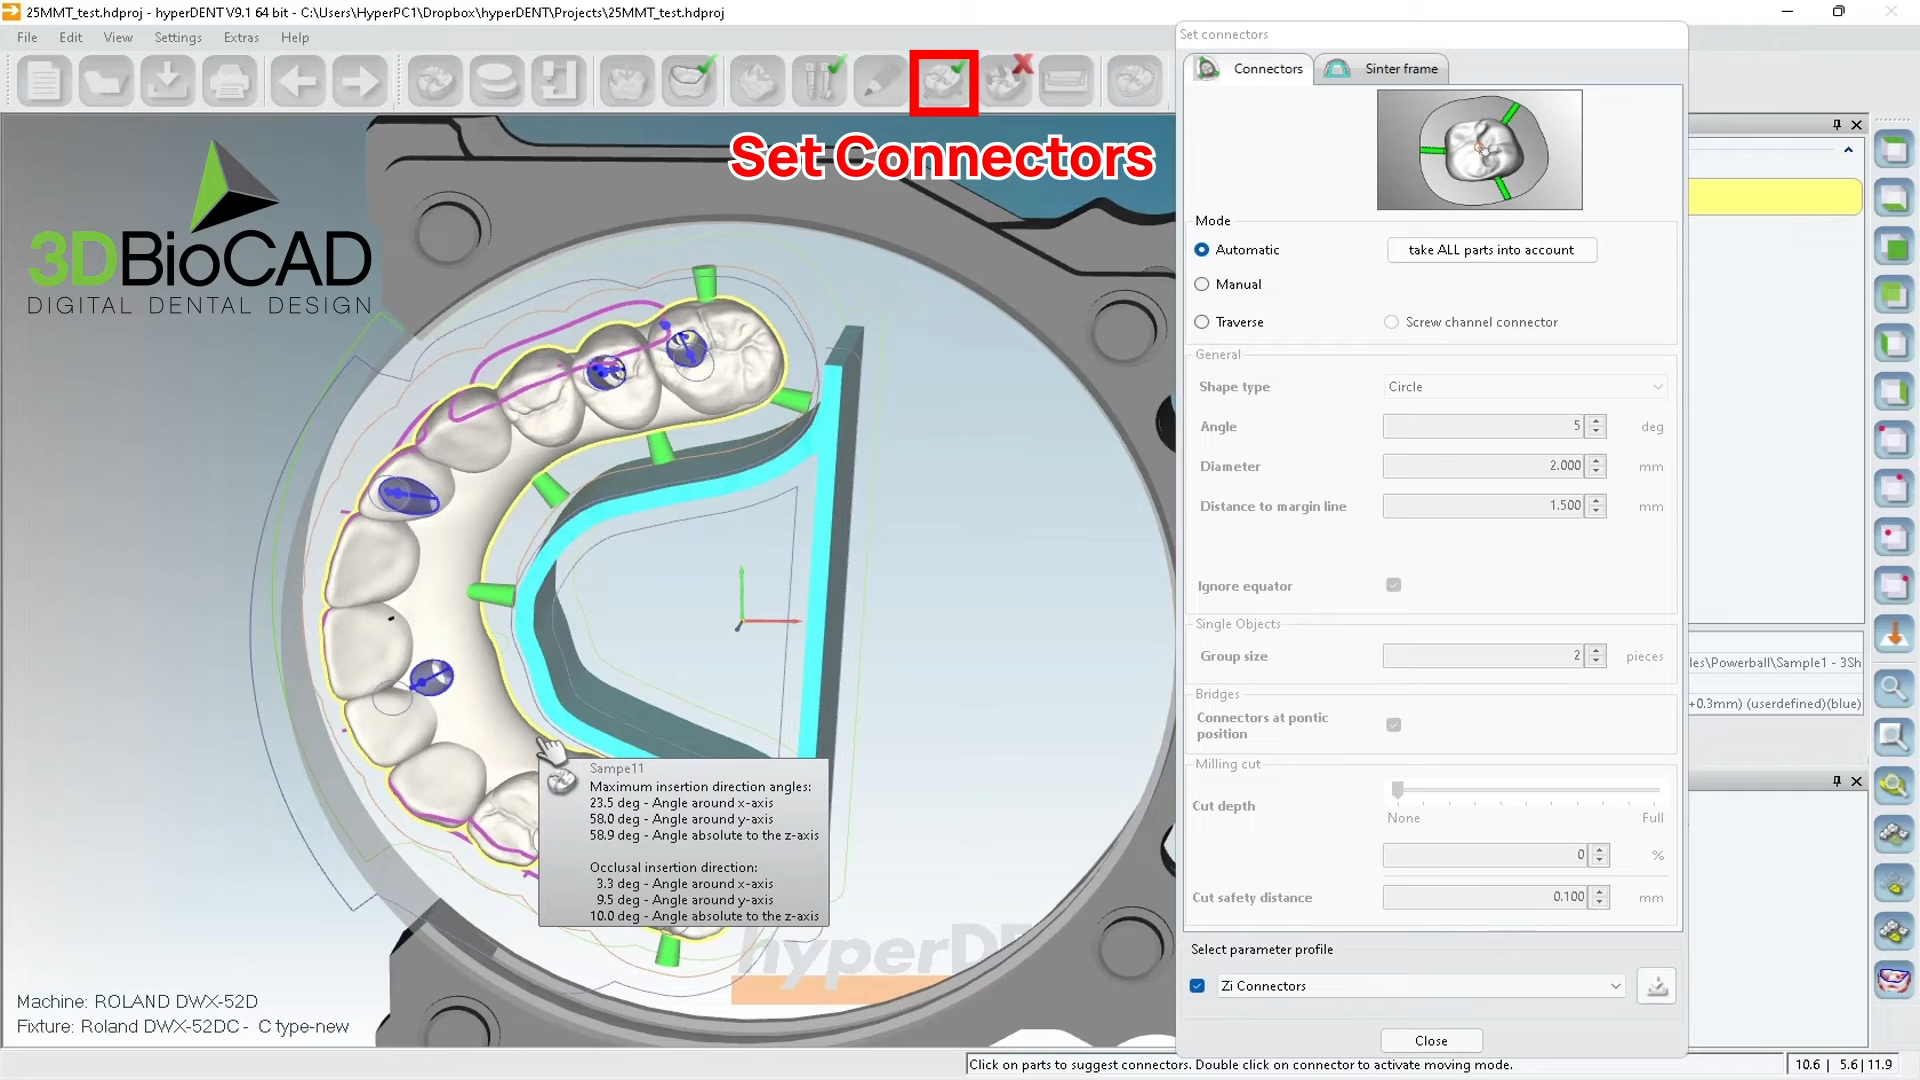 25MMT_test.hdproj - hyperDENT V9.1 64 bit - C:\Users\HyperPC1\Dropbox\hyperDENT\Projects\25MMT_test.hdproj
File Edit View Settings Extras Help
Set Connectors
3DBioCAD
DIGITAL DENTAL DESIGN
Sampe11
Maximum insertion direction angles:
23.5 deg - Angle around x-axis
58.0 deg - Angle around y-axis
58.9 deg - Angle absolute to the z-axis
Occlusal insertion direction:
3.3 deg - Angle around x-axis
9.5 deg - Angle around y-axis
10.0 deg - Angle absolute to the z-axis
Machine: ROLAND DWX-52D
Fixture: Roland DWX-52DC - C type-new
Set connectors
Connectors Sinter frame
Mode
Automatic take ALL parts into account
Manual
Traverse Screw channel connector
General
Shape type Circle
Angle 5 deg
Diameter 2.000 mm
Distance to margin line 1.500 mm
Ignore equator
Single Objects
Group size 2 pieces
Bridges
Connectors at pontic
position
Milling cut
Cut depth
None Full
0 %
Cut safety distance 0.100 mm
Select parameter profile
Zi Connectors
Close
les\Powerball\Sample1 - 3Sh
+0.3mm) (userdefined)(blue)
Click on parts to suggest connectors. Double click on connector to activate moving mode.
10.6 | 5.6 | 11.9